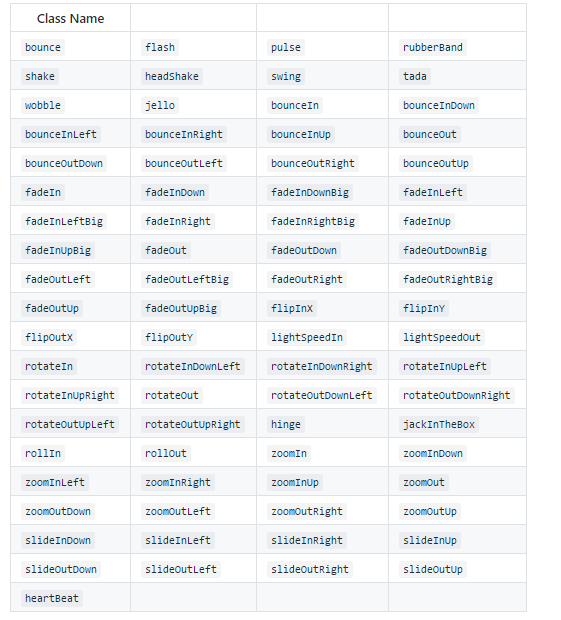 Class Name
bounce flash pulse rubberBand
shake headShake swing tada
wobble jello bounceIn bounceInDown
bounceInLeft bounceInRight bounceInUp bounceOut
bounceOutDown bounceOutLeft bounceOutRight bounceOutUp
fadeIn fadeInDown fadeInDownBig fadeInLeft
fadeInLeftBig fadeInRight fadeInRightBig fadeInUp
fadeInUpBig fadeOut fadeOutDown fadeOutDownBig
fadeOutLeft fadeOutLeftBig fadeOutRight fadeOutRightBig
fadeOutUp fadeOutUpBig flipInX flipInY
flipOutX flipOutY lightSpeedIn lightSpeedOut
rotateIn rotateInDownLeft rotateInDownRight rotateInUpLeft
rotateInUpRight rotateOut rotateOutDownLeft rotateOutDownRight
rotateOutUpLeft rotateOutUpRight hinge jackInTheBox
rollIn rollOut zoomIn zoomInDown
zoomInLeft zoomInRight zoomInUp zoomOut
zoomOutDown zoomOutLeft zoomOutRight zoomOutUp
slideInDown slideInLeft slideInRight slideInUp
slideOutDown slideOutLeft slideOutRight slideOutUp
heartBeat